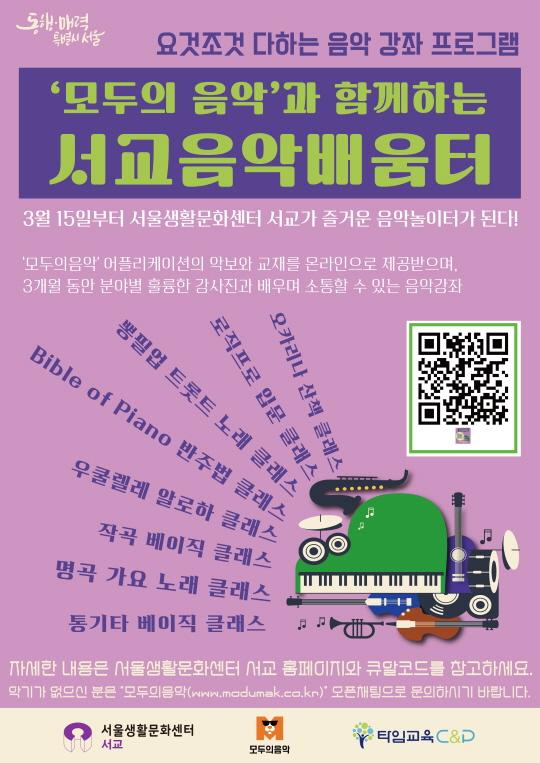 동행·매력
특별시 서울
요것조것 다하는 음악 강좌 프로그램
'모두의 음악'과 함께하는
서교음악배움터
3월 15일부터 서울생활문화센터 서교가 즐거운 음악놀이터가 된다!
'모두의음악' 어플리케이션의 악보와 교재를 온라인으로 제공받으며,
3개월 동안 분야별 훌륭한 강사진과 배우며 소통할 수 있는 음악강좌
오카리나 산책 클래스
로직프로 입문 클래스
뽕필업 트롯트 노래 클래스
Bible of Piano 반주법 클래스
우쿨렐레 알로하 클래스
작곡 베이직 클래스
명곡 가요 노래 클래스
통기타 베이직 클래스
자세한 내용은 서울생활문화센터 서교 홈페이지와 큐알코드를 참고하세요.
악기가 없으신 분은 "모두의음악(www.modumak.co.kr)" 오픈채팅으로 문의하시기 바랍니다.
서울생활문화센터
서교
모두의음악
타임교육C&P